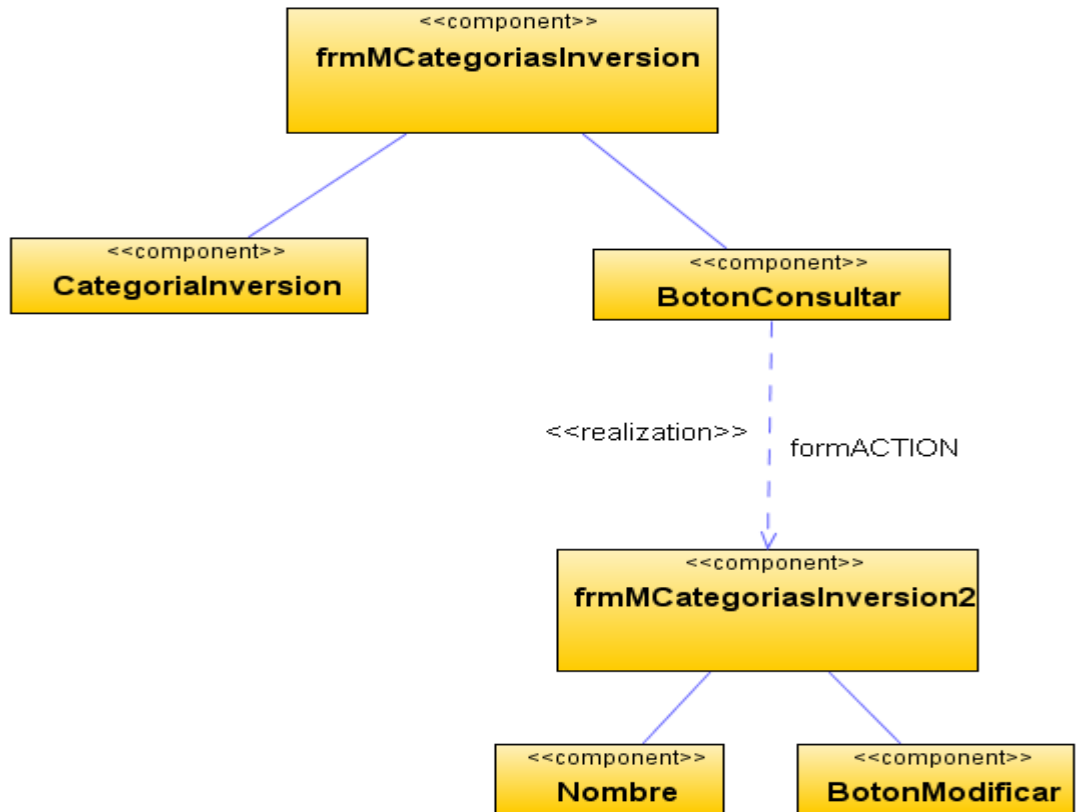 <<component>>
frmMCategoriasInversion
<<component>>
CategoriaInversion
<<component>>
BotonConsultar
<<realization>>
formACTION
<<component>>
frmMCategoriasInversion2
<<component>>
Nombre
<<component>>
BotonModificar